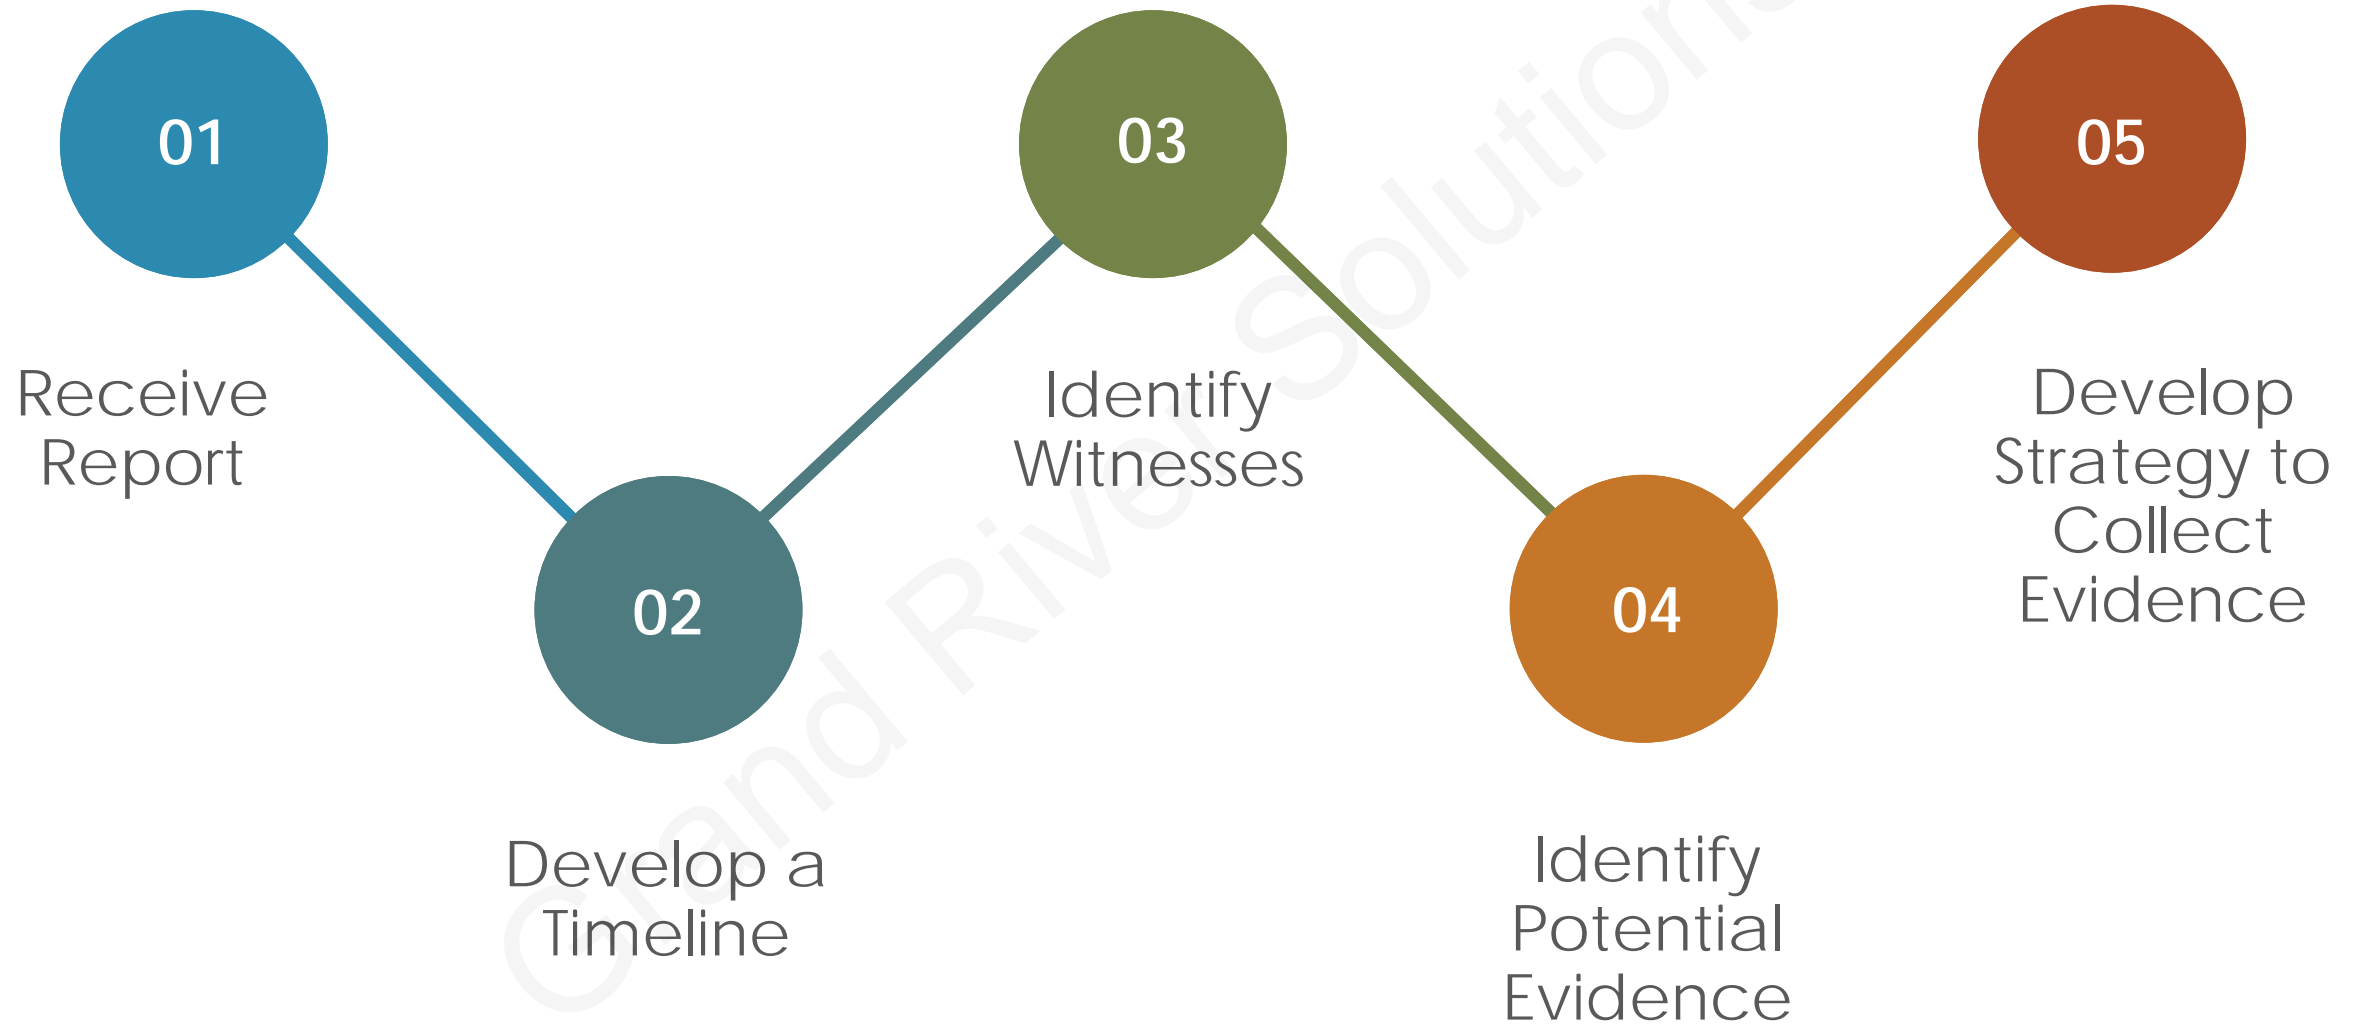 01
Receive
Report
02
Develop a
Timeline
03
Identify
Witnesses
04
Identify
Potential
Evidence
05
Develop
Strategy to
Collect
Evidence
Grand River Solutions